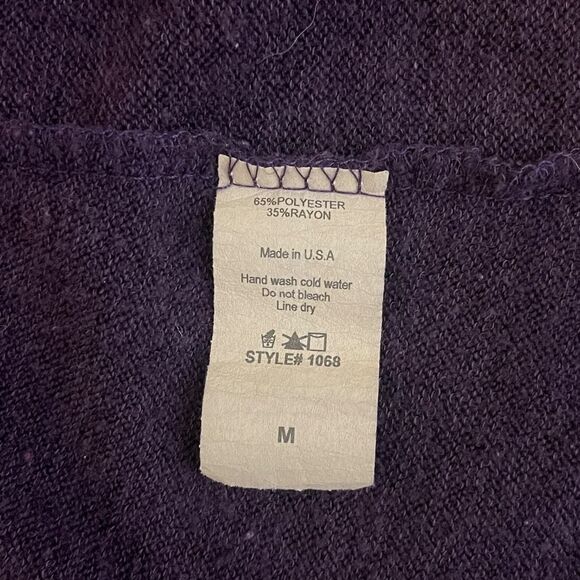 65%POLYESTER
35%RAYON
Made in U.S.A
Hand wash cold water
Do not bleach
Line dry
STYLE# 1068
M